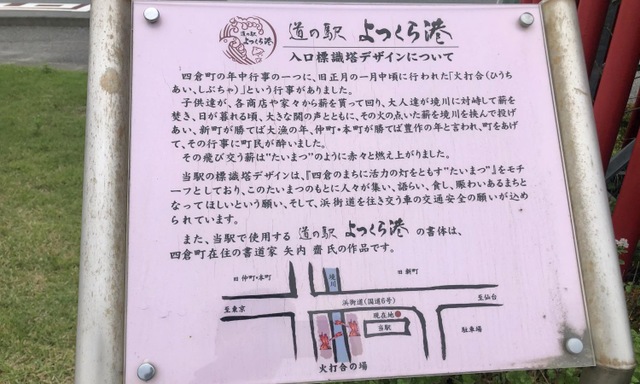 道の駅
よつくら港
道の駅 よつくら港
入口標識塔デザインについて
四倉町の年中行事の一つに、旧正月の一月中頃に行われた「火打合(ひうち
あい、しぶちゃ)」という行事がありました。
子供達が、各商店や家々から薪を貰って回り、大人達が境川に対峙して薪を
焚き、日が暮れる頃、大きな鬨の声とともに、その火の点いた薪を境川を挟んで投げ
あい、新町が勝てば大漁の年、仲町・本町が勝てば豊作の年と言われ、町をあげ
て、その行事に町民が酔いました。
その飛び交う薪は"たいまつ"のように赤々と燃え上がりました。
当駅の標識塔デザインは、『四倉のまちに活力の灯をともす"たいまつ"』をモチ
ーフとしており、このたいまつのもとに人々が集い、語らい、食し、賑わいあるまちと
なってほしいという願い、そして、浜街道を往き交う車の交通安全の願いが込め
られています。
また、当駅で使用する 道の駅 よつくら港 の書体は、
四倉町在住の書道家 矢内 齋氏の作品です。
旧 仲町・本町
境川
旧 新町
浜街道(国道6号)
至仙台
至東京
現在地
当駅
駐車場
火打合の場